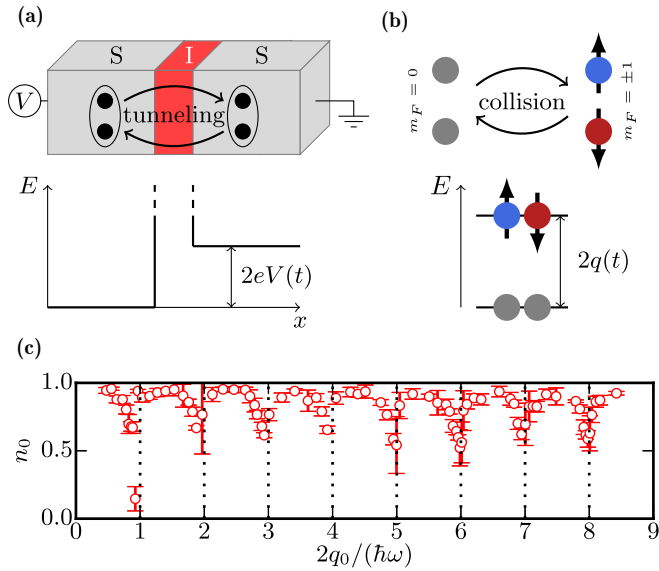 (a)
S I S
V
tunneling
E
2eV(t)
x
(b)
m_F = 0
collision
m_F = ±1
E
2q(t)
(c)
1.0
0.5
0.0
n_0
0 1 2 3 4 5 6 7 8 9
2q_0/(ℏω)